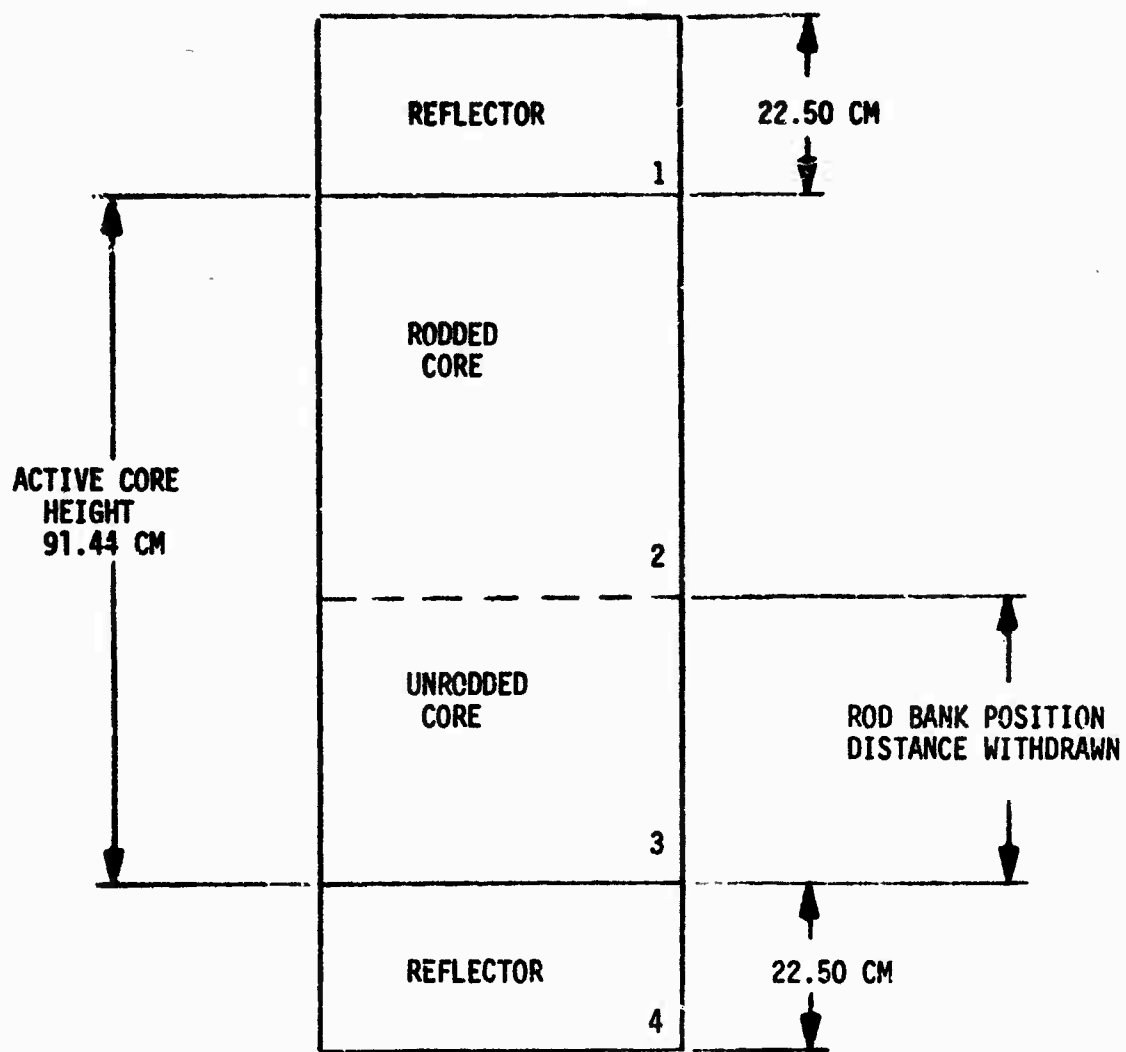 REFLECTOR
22.50 CM
1
RODDED
CORE
ACTIVE CORE
HEIGHT
91.44 CM
2
UNRODDED
CORE
ROD BANK POSITION
DISTANCE WITHDRAWN
3
REFLECTOR
22.50 CM
4